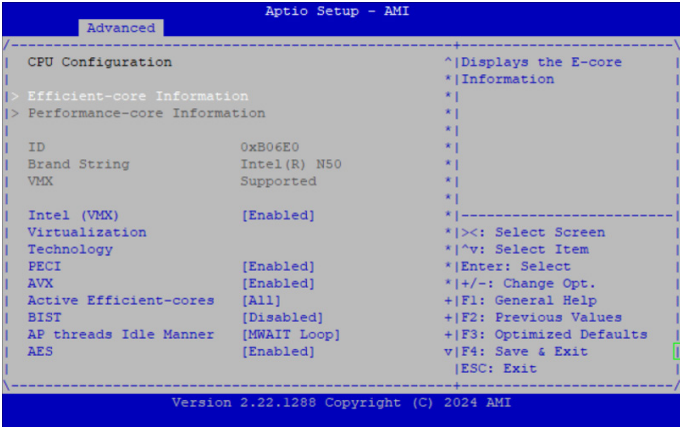 Aptio Setup - AMI
Advanced
CPU Configuration ^|Displays the E-core
*|Information
> Efficient-core Information *|
> Performance-core Information *|
*|
ID 0xB06E0 *|
Brand String Intel(R) N50 *|
VMX Supported *|
*|
Intel (VMX) [Enabled] *|
Virtualization *|><: Select Screen
Technology *|^v: Select Item
PECI [Enabled] *|Enter: Select
AVX [Enabled] *|+/-: Change Opt.
Active Efficient-cores [All] +|F1: General Help
BIST [Disabled] +|F2: Previous Values
AP threads Idle Manner [MWAIT Loop] +|F3: Optimized Defaults
AES [Enabled] v|F4: Save & Exit
|ESC: Exit
Version 2.22.1288 Copyright (C) 2024 AMI